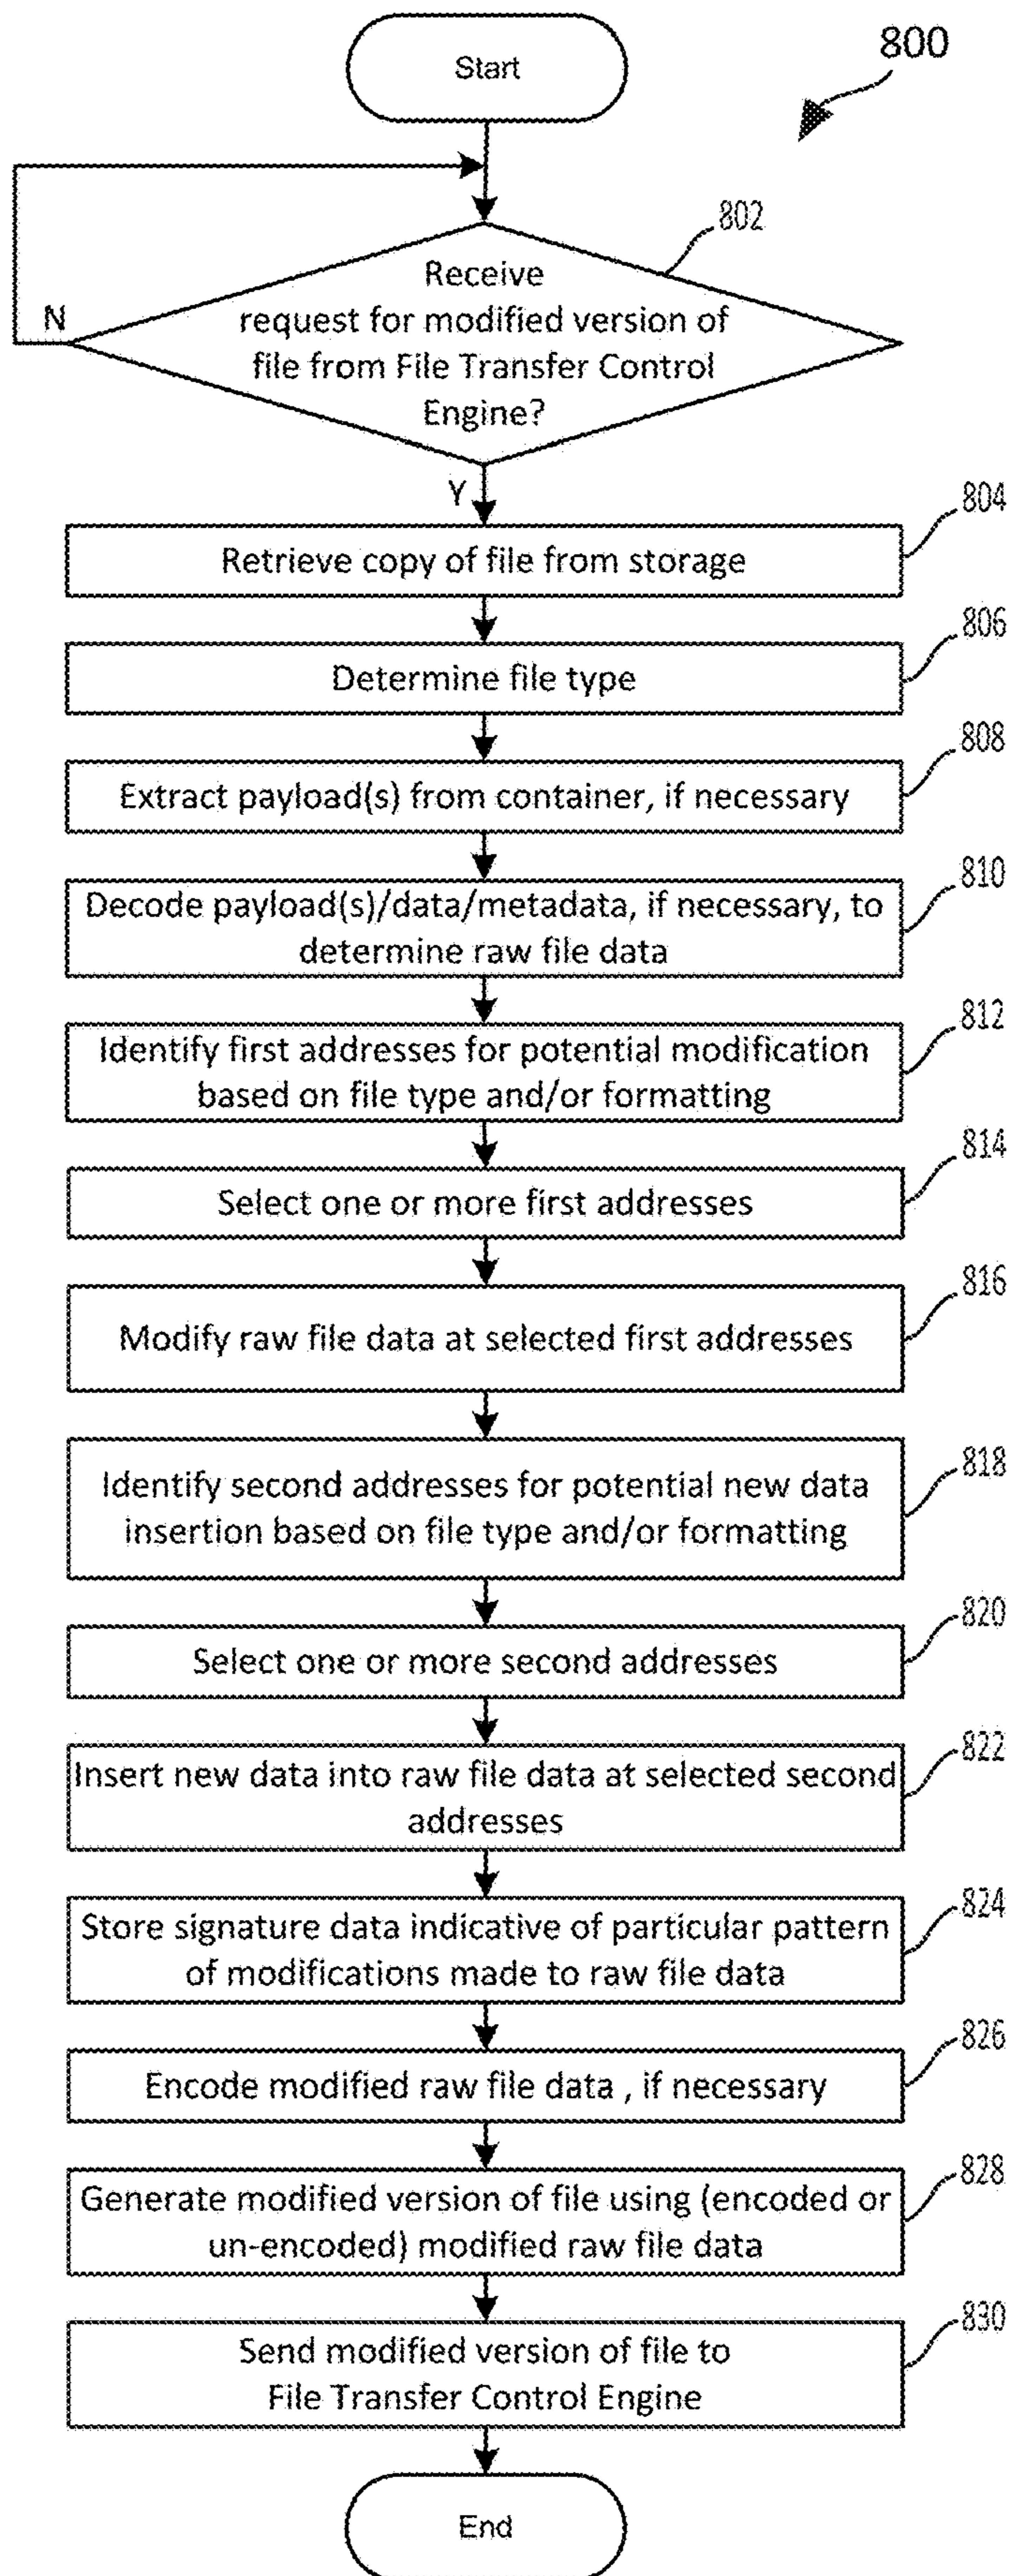 Start
800
802
Receive
request for modified version of
file from File Transfer Control
Engine?
N
Y
804
Retrieve copy of file from storage
806
Determine file type
808
Extract payload(s) from container, if necessary
810
Decode payload(s)/data/metadata, if necessary, to
determine raw file data
812
Identify first addresses for potential modification
based on file type and/or formatting
814
Select one or more first addresses
816
Modify raw file data at selected first addresses
818
Identify second addresses for potential new data
insertion based on file type and/or formatting
820
Select one or more second addresses
822
Insert new data into raw file data at selected second
addresses
824
Store signature data indicative of particular pattern
of modifications made to raw file data
826
Encode modified raw file data , if necessary
828
Generate modified version of file using (encoded or
un-encoded) modified raw file data
830
Send modified version of file to
File Transfer Control Engine
End